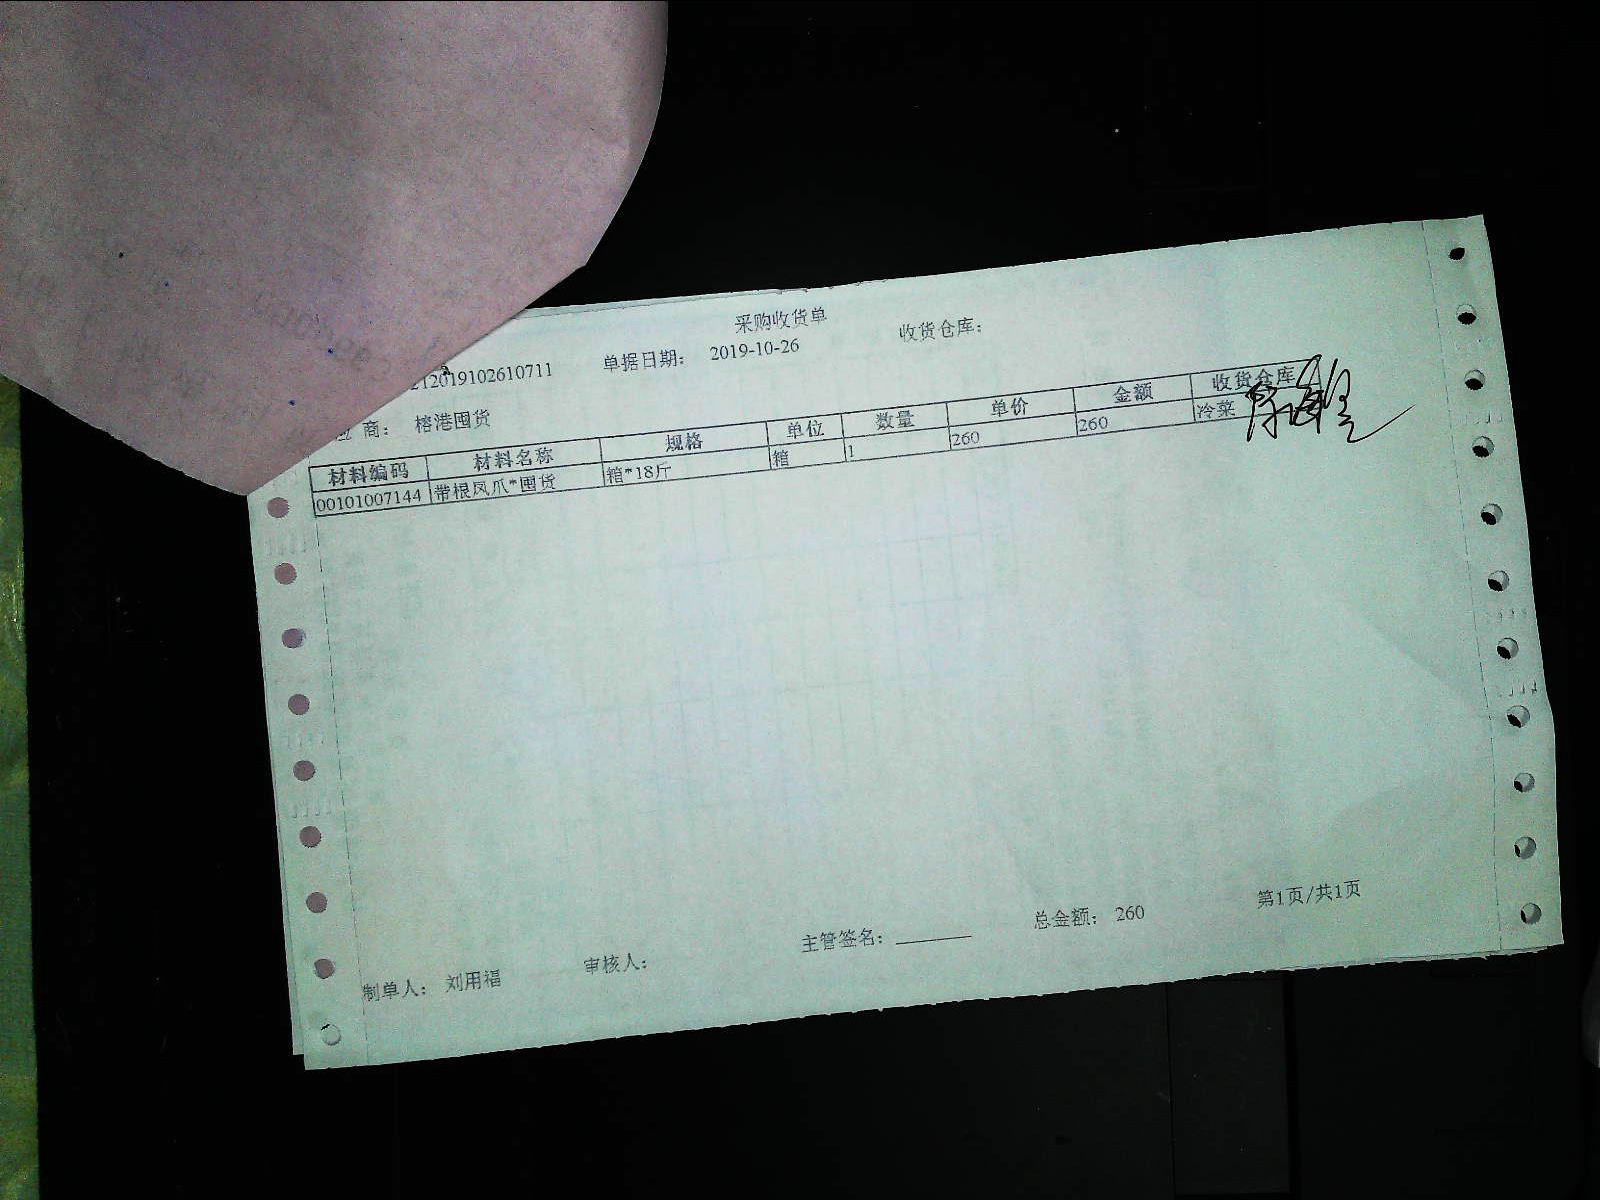 采购收货单
2019102610711 单据日期: 2019-10-26 收货仓库:
商: 榕港囤货
材料编码 材料名称 规格 单位 数量 单价 金额 收货仓库
00101007144 带根凤爪*囤货 箱*18斤 箱 1 260 260 冷菜
主管签名: 总金额: 260 第1页/共1页
制单人: 刘用福 审核人: